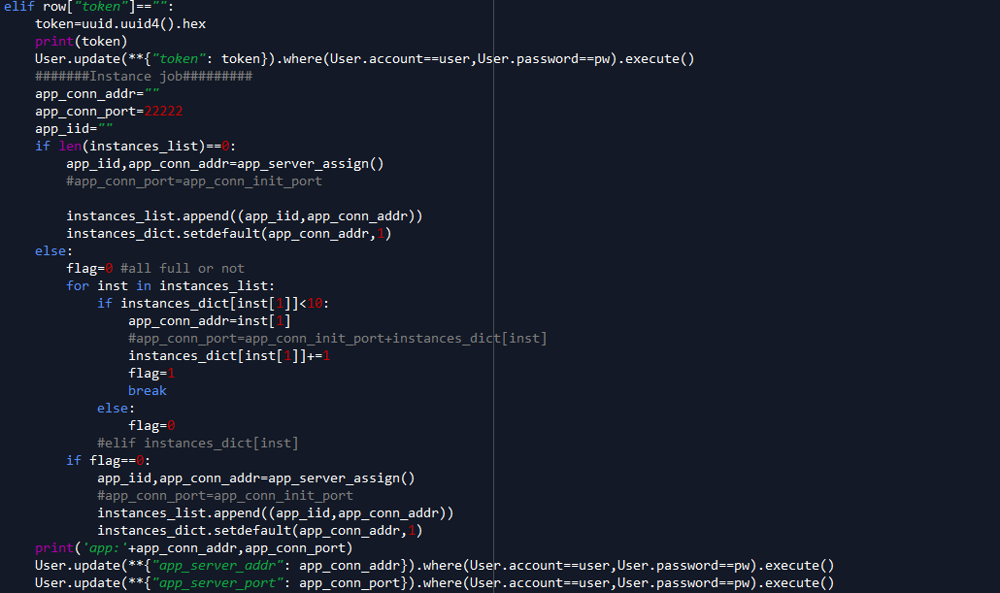 elif row["token"]=="":
    token=uuid.uuid4().hex
    print(token)
    User.update(**{"token": token}).where(User.account==user,User.password==pw).execute()
    #######Instance job#########
    app_conn_addr=""
    app_conn_port=22222
    app_iid=""
    if len(instances_list)==0:
        app_iid,app_conn_addr=app_server_assign()
        #app_conn_port=app_conn_init_port

        instances_list.append((app_iid,app_conn_addr))
        instances_dict.setdefault(app_conn_addr,1)
    else:
        flag=0 #all full or not
        for inst in instances_list:
            if instances_dict[inst[1]]<10:
                app_conn_addr=inst[1]
                #app_conn_port=app_conn_init_port+instances_dict[inst]
                instances_dict[inst[1]]+=1
                flag=1
                break
            else:
                flag=0
            #elif instances_dict[inst]
        if flag==0:
            app_iid,app_conn_addr=app_server_assign()
            #app_conn_port=app_conn_init_port
            instances_list.append((app_iid,app_conn_addr))
            instances_dict.setdefault(app_conn_addr,1)
    print('app:'+app_conn_addr,app_conn_port)
    User.update(**{"app_server_addr": app_conn_addr}).where(User.account==user,User.password==pw).execute()
    User.update(**{"app_server_port": app_conn_port}).where(User.account==user,User.password==pw).execute()